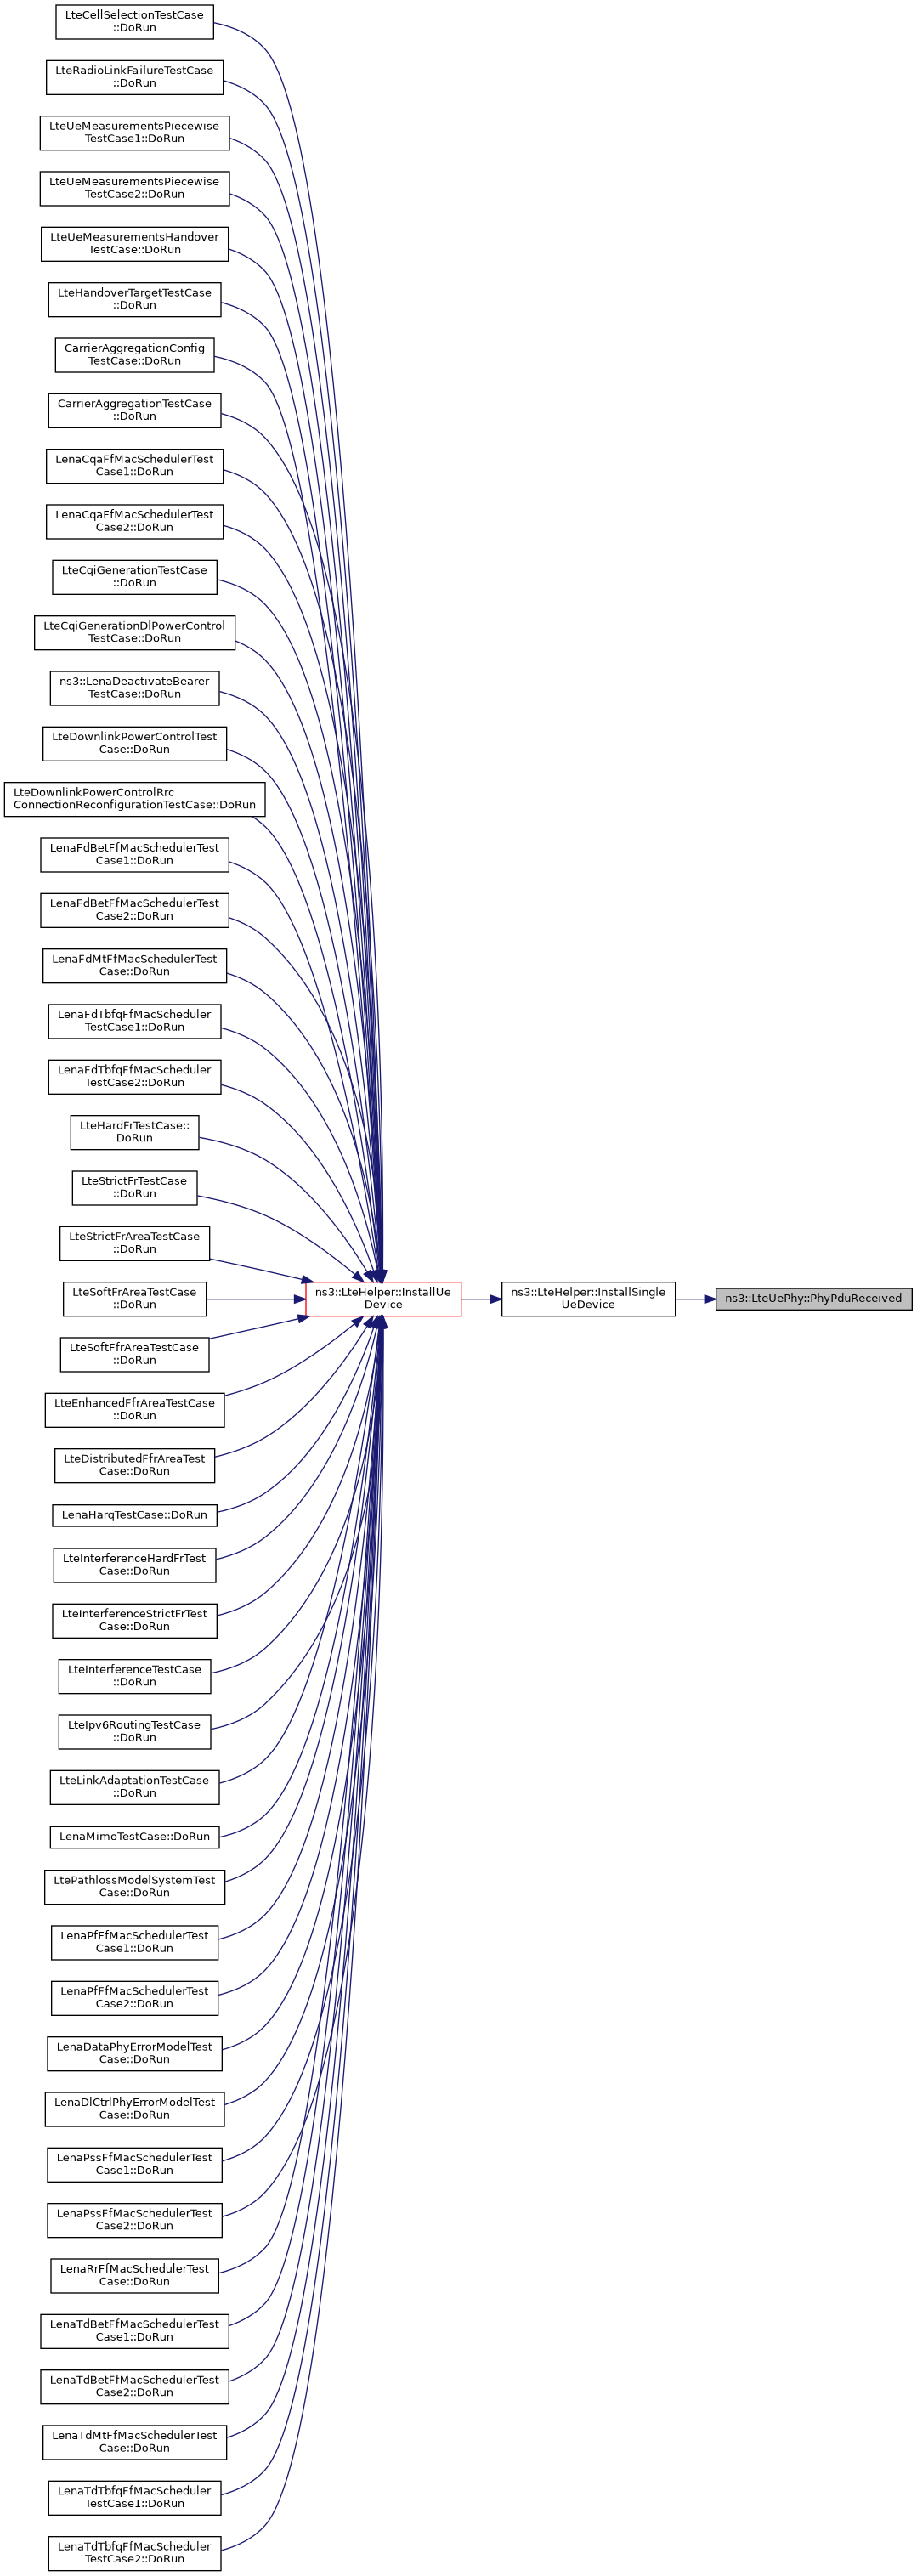 LteCellSelectionTestCase
::DoRun
LteRadioLinkFailureTestCase
::DoRun
LteUeMeasurementsPiecewise
TestCase1::DoRun
LteUeMeasurementsPiecewise
TestCase2::DoRun
LteUeMeasurementsHandover
TestCase::DoRun
LteHandoverTargetTestCase
::DoRun
CarrierAggregationConfig
TestCase::DoRun
CarrierAggregationTestCase
::DoRun
LenaCqaFfMacSchedulerTest
Case1::DoRun
LenaCqaFfMacSchedulerTest
Case2::DoRun
LteCqiGenerationTestCase
::DoRun
LteCqiGenerationDlPowerControl
TestCase::DoRun
ns3::LenaDeactivateBearer
TestCase::DoRun
LteDownlinkPowerControlTest
Case::DoRun
LteDownlinkPowerControlRrc
ConnectionReconfigurationTestCase::DoRun
LenaFdBetFfMacSchedulerTest
Case1::DoRun
LenaFdBetFfMacSchedulerTest
Case2::DoRun
LenaFdMtFfMacSchedulerTest
Case::DoRun
LenaFdTbfqFfMacScheduler
TestCase1::DoRun
LenaFdTbfqFfMacScheduler
TestCase2::DoRun
LteHardFrTestCase::
DoRun
LteStrictFrTestCase
::DoRun
LteStrictFrAreaTestCase
::DoRun
LteSoftFrAreaTestCase
::DoRun
LteSoftFfrAreaTestCase
::DoRun
LteEnhancedFfrAreaTestCase
::DoRun
LteDistributedFfrAreaTest
Case::DoRun
LenaHarqTestCase::DoRun
LteInterferenceHardFrTest
Case::DoRun
LteInterferenceStrictFrTest
Case::DoRun
LteInterferenceTestCase
::DoRun
LteIpv6RoutingTestCase
::DoRun
LteLinkAdaptationTestCase
::DoRun
LenaMimoTestCase::DoRun
LtePathlossModelSystemTest
Case::DoRun
LenaPfFfMacSchedulerTest
Case1::DoRun
LenaPfFfMacSchedulerTest
Case2::DoRun
LenaDataPhyErrorModelTest
Case::DoRun
LenaDlCtrlPhyErrorModelTest
Case::DoRun
LenaPssFfMacSchedulerTest
Case1::DoRun
LenaPssFfMacSchedulerTest
Case2::DoRun
LenaRrFfMacSchedulerTest
Case::DoRun
LenaTdBetFfMacSchedulerTest
Case1::DoRun
LenaTdBetFfMacSchedulerTest
Case2::DoRun
LenaTdMtFfMacSchedulerTest
Case::DoRun
LenaTdTbfqFfMacScheduler
TestCase1::DoRun
LenaTdTbfqFfMacScheduler
TestCase2::DoRun
ns3::LteHelper::InstallUe
Device
ns3::LteHelper::InstallSingle
UeDevice
ns3::LteUePhy::PhyPduReceived